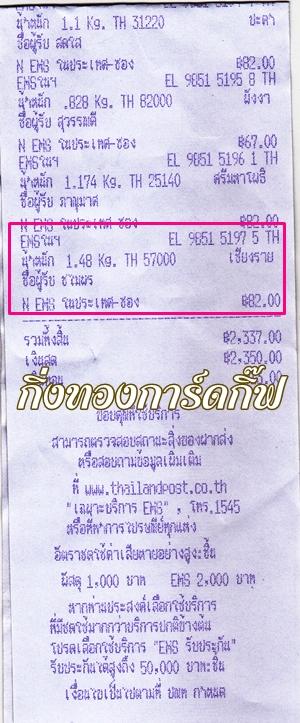 น้ำหนัก 1.1 Kg. TH 31220 ปะคำ
ชื่อผู้รับ
N EMS ในประเทศ-ซอง ฿82.00
EMSในฯ EL 9851 5195 8 TH
น้ำหนัก .828 Kg. TH 82000 พังงา
ชื่อผู้รับ สุวรรณดี
N EMS ในประเทศ-ซอง ฿67.00
EMSในฯ EL 9851 5196 1 TH
น้ำหนัก 1.174 Kg. TH 25140 ศรีมหาโพธิ
ชื่อผู้รับ ภาณุมาศ
N EMS ในประเทศ-ซอง ฿82.00
EMSในฯ EL 9851 5197 5 TH
น้ำหนัก 1.48 Kg. TH 57000 เชียงราย
ชื่อผู้รับ
N EMS ในประเทศ-ซอง ฿82.00
รวมทั้งสิ้น ฿2,337.00
เงินสด ฿2,350.00
กิ่งทองการ์ดกิ๊ฟ
ขอบคุณที่ใช้บริการ
สามารถตรวจสอบสถานะสิ่งของฝากส่ง
หรือสอบถามข้อมูลเพิ่มเติม
ที่ www.thailandpost.co.th
"เฉพาะบริการ EMS" , โทร.1545
หรือที่ทำการไปรษณีย์ทุกแห่ง
อัตราชดใช้ค่าเสียหายอย่างสูง:ชิ้น
พัสดุ 1,000 บาท EMS 2,000 บาท
หากท่านประสงค์เลือกใช้บริการ
ที่มีชดใช้มากกว่าบริการปกติข้างต้น
โปรดเลือกใช้บริการ "EMS รับประกัน"
รับประกันได้สูงถึง 50,000 บาท:ชิ้น
เงื่อนไขเป็นไปตามที่ ปณท กำหนด